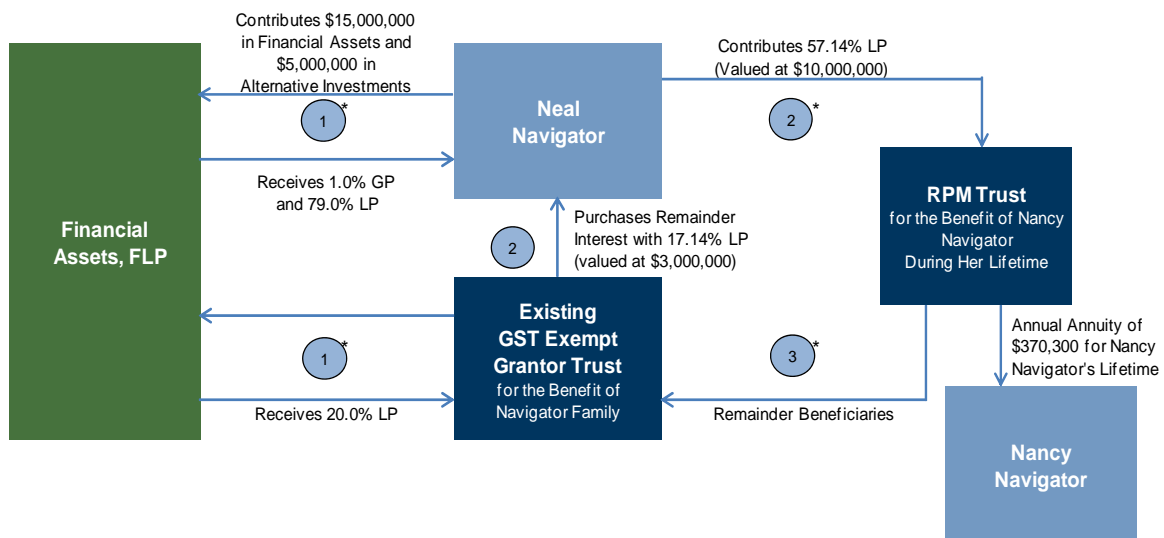 Contributes $15,000,000
in Financial Assets and
$5,000,000 in
Alternative Investments
1
*
Receives 1.0% GP
and 79.0% LP
Financial
Assets, FLP
Neal
Navigator
Contributes 57.14% LP
(Valued at $10,000,000)
2
*
RPM Trust
for the Benefit of Nancy
Navigator
During Her Lifetime
2
Purchases Remainder
Interest with 17.14% LP
(valued at $3,000,000)
Existing
GST Exempt
Grantor Trust
for the Benefit of
Navigator Family
1
*
Receives 20.0% LP
3
*
Remainder Beneficiaries
Annual Annuity of
$370,300 for Nancy
Navigator's Lifetime
Nancy
Navigator